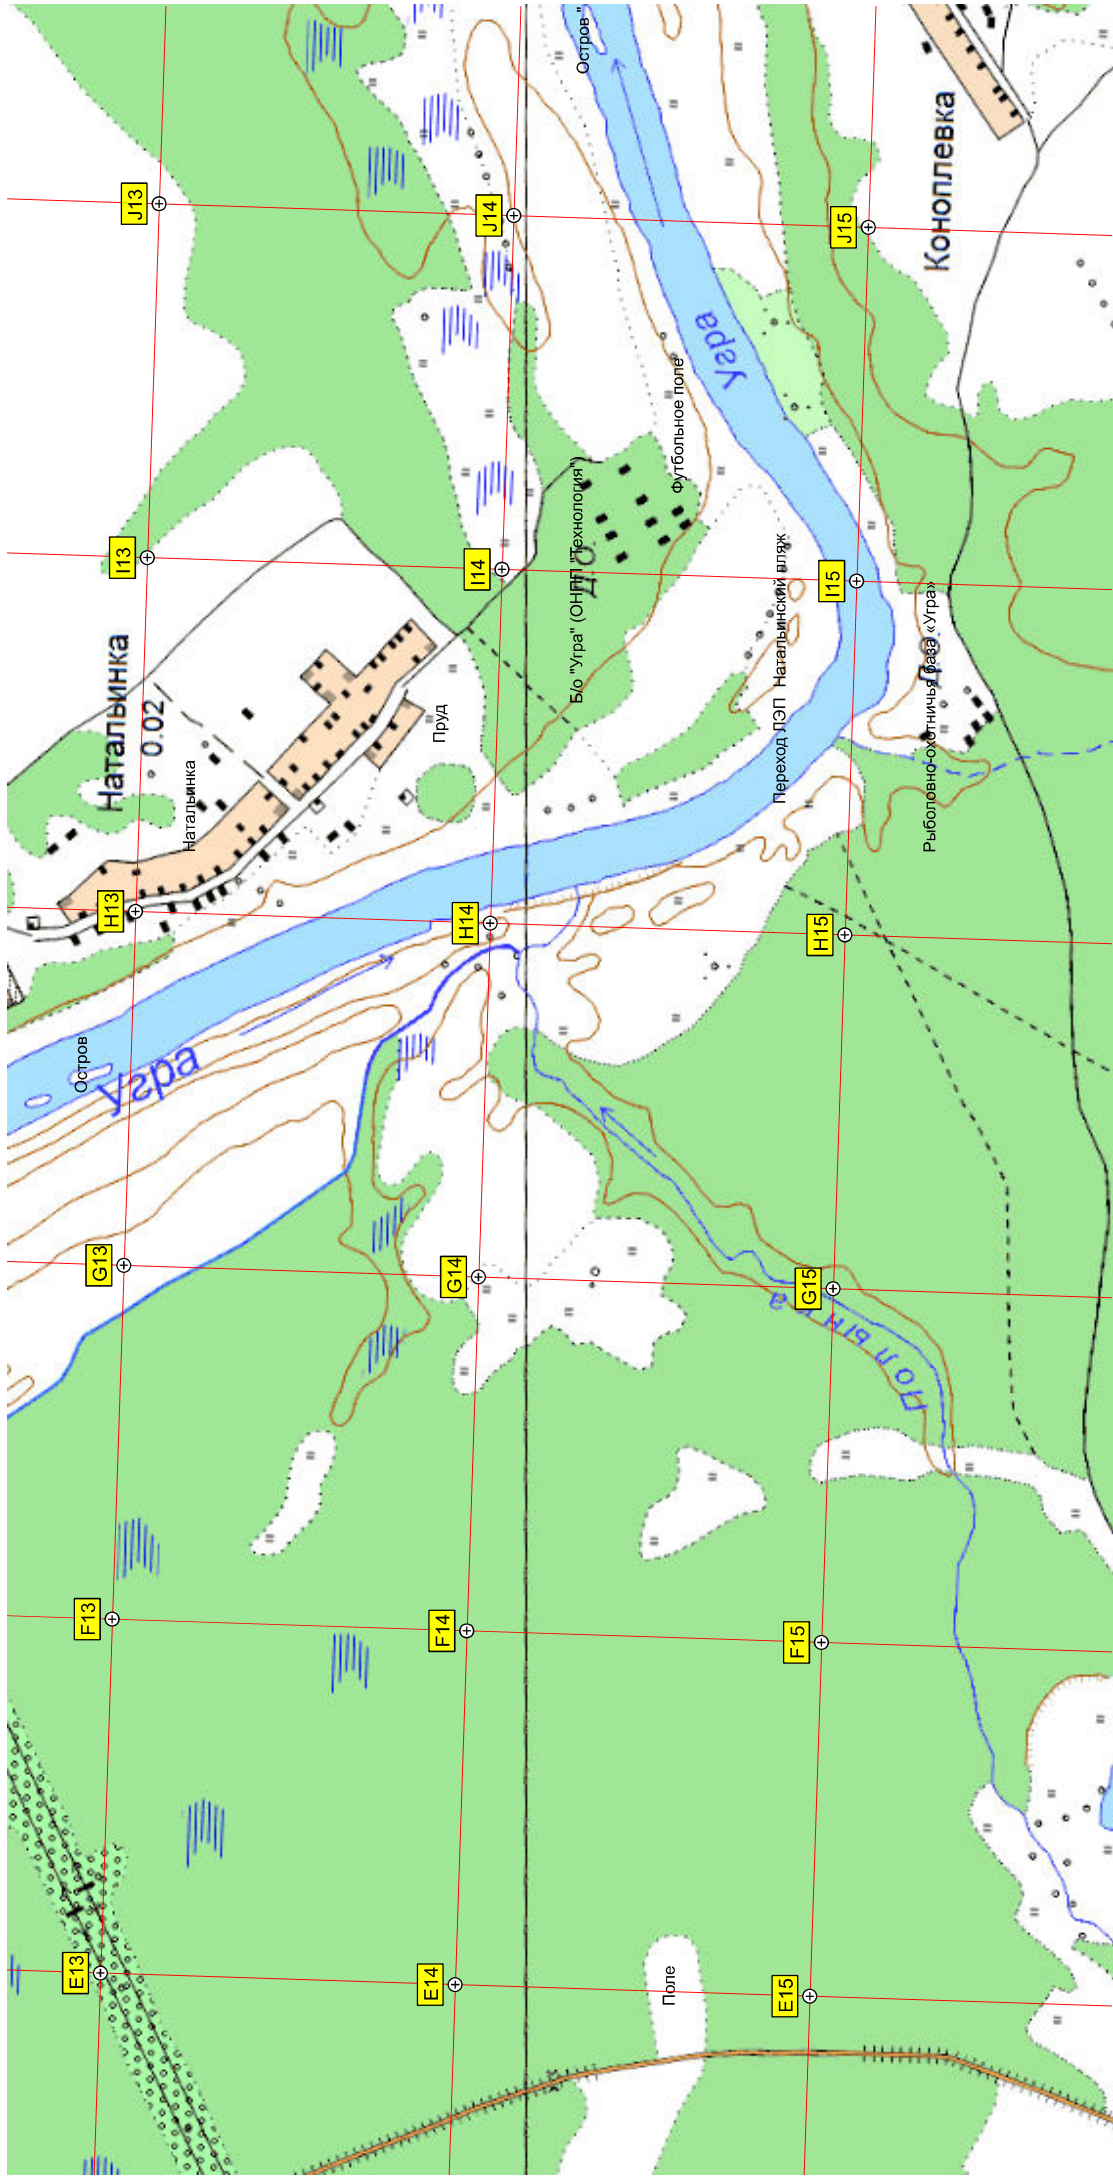 E13
F13
G13
H13
I13
J13
E14
F14
G14
H14
I14
J14
E15
F15
G15
H15
I15
J15
Остров
Угра
Натальинка
Натальинка
0.02
Пруд
Б/о "Угра" (ОНПП "Технология")
Д.О.
Остров "
Поле
Футбольное поле
Угра
Переход ЛЭП
Натальинский пляж
Полынка
Рыболовно-охотничья база «Угра»
Д.О.
Коноплевка